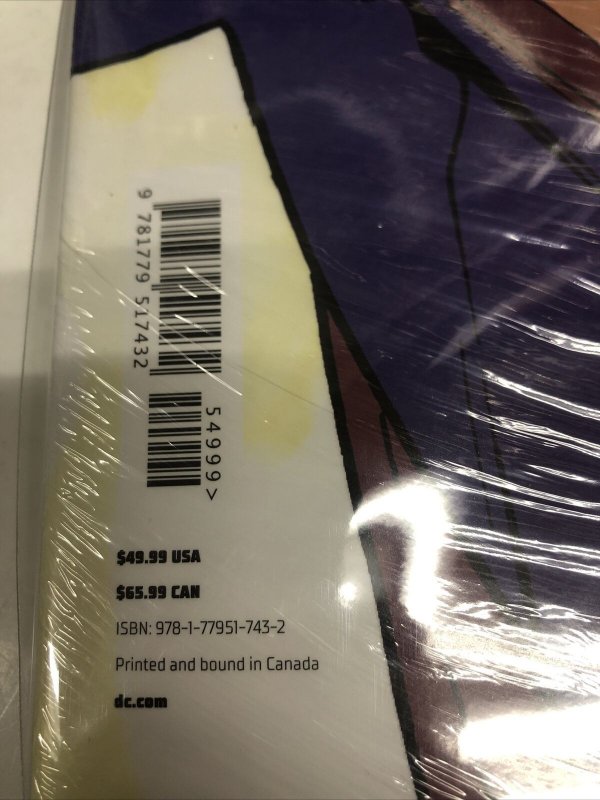 9 781779 517432
54999>
$49.99 USA
$65.99 CAN
ISBN: 978-1-77951-743-2
Printed and bound in Canada
dc.com